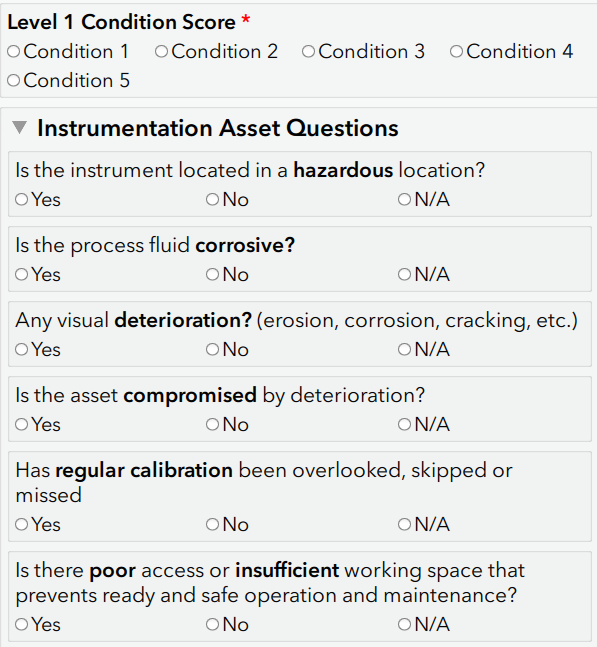 Level 1 Condition Score *
Condition 1 Condition 2 Condition 3 Condition 4
Condition 5
Instrumentation Asset Questions
Is the instrument located in a hazardous location?
Yes No N/A
Is the process fluid corrosive?
Yes No N/A
Any visual deterioration? (erosion, corrosion, cracking, etc.)
Yes No N/A
Is the asset compromised by deterioration?
Yes No N/A
Has regular calibration been overlooked, skipped or
missed
Yes No N/A
Is there poor access or insufficient working space that
prevents ready and safe operation and maintenance?
Yes No N/A